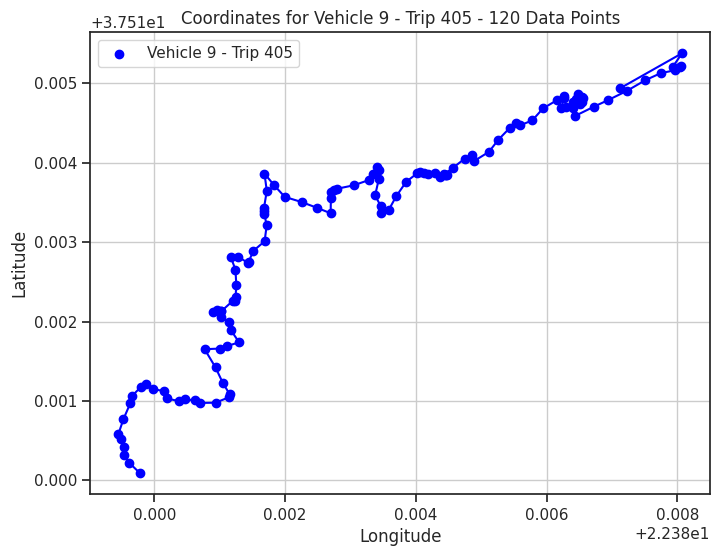 Coordinates for Vehicle 9 - Trip 405 - 120 Data Points
+3.751e1
Vehicle 9 - Trip 405
0.005
0.004
0.003
0.002
0.001
0.000
Latitude
0.000 0.002 0.004 0.006 0.008
Longitude
+2.238e1